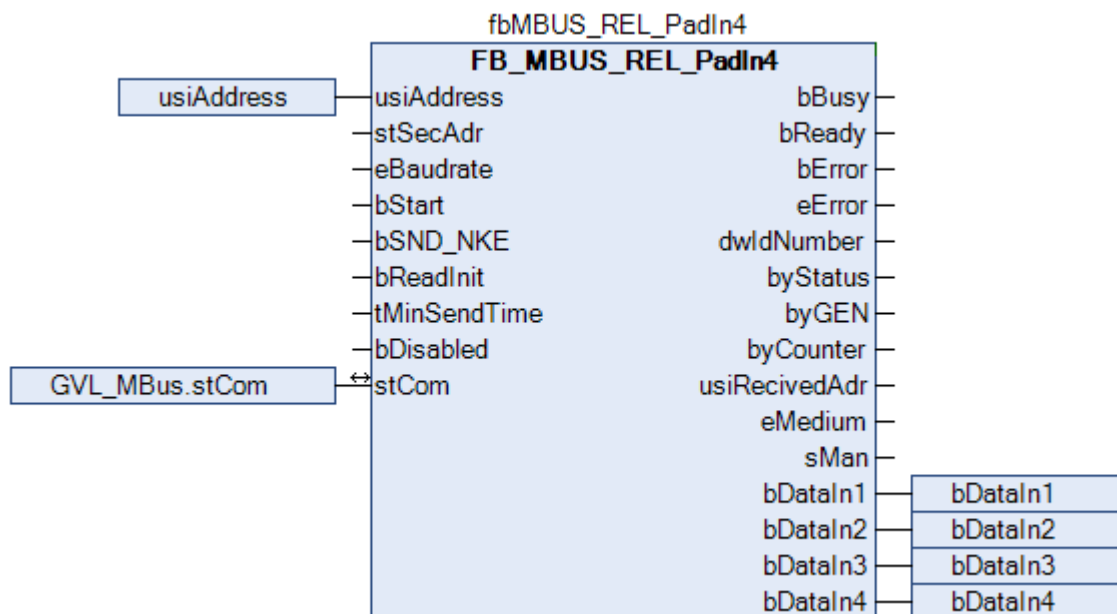 fbMBUS_REL_PadIn4
FB_MBUS_REL_PadIn4
usiAddress usiAddress bBusy
stSecAdr bReady
eBaudrate bError
bStart eError
bSND_NKE dwIdNumber
bReadInit byStatus
tMinSendTime byGEN
bDisabled byCounter
GVL_MBus.stCom stCom usiRecivedAdr
eMedium
sMan
bDataIn1 bDataIn1
bDataIn2 bDataIn2
bDataIn3 bDataIn3
bDataIn4 bDataIn4